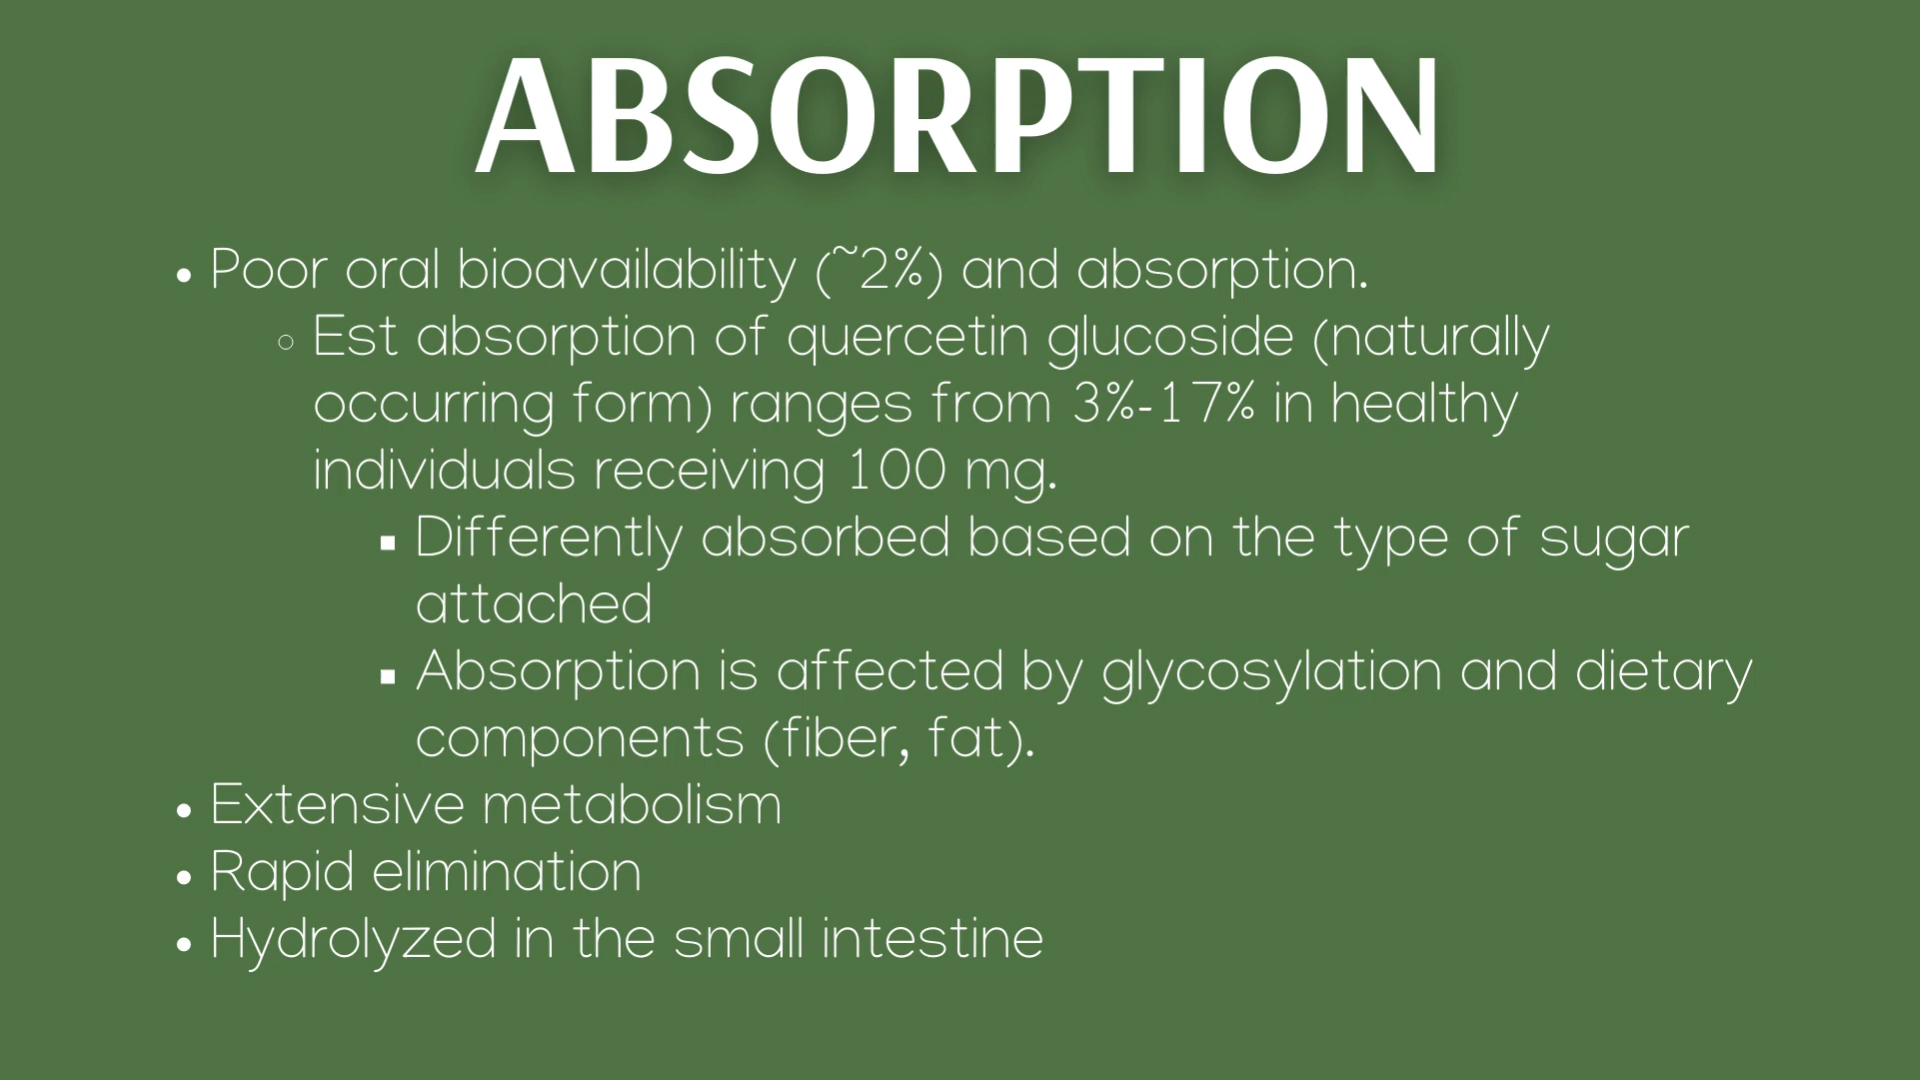 ABSORPTION
• Poor oral bioavailability (~2%) and absorption.
◦ Est absorption of quercetin glucoside (naturally
occurring form) ranges from 3%-17% in healthy
individuals receiving 100 mg.
▪ Differently absorbed based on the type of sugar
attached
▪ Absorption is affected by glycosylation and dietary
components (fiber, fat).
• Extensive metabolism
• Rapid elimination
• Hydrolyzed in the small intestine